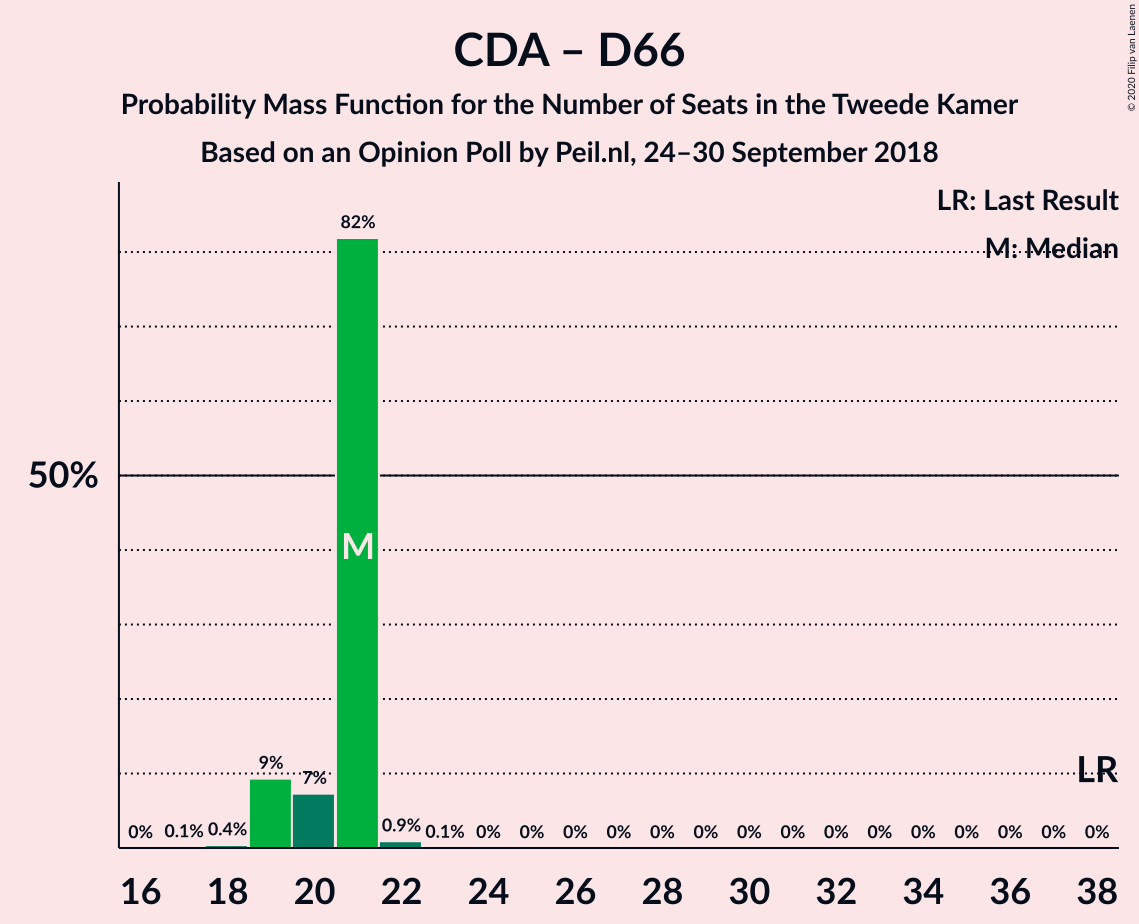 CDA – D66
Probability Mass Function for the Number of Seats in the Tweede Kamer
Based on an Opinion Poll by Peil.nl, 24–30 September 2018
© 2020 Filip van Laenen
LR: Last Result
M: Median
82%
50%
M
9%
7%
LR
0% 0.1% 0.4% 0.9% 0.1% 0% 0% 0% 0% 0% 0% 0% 0% 0% 0% 0% 0% 0% 0% 0%
16 18 20 22 24 26 28 30 32 34 36 38